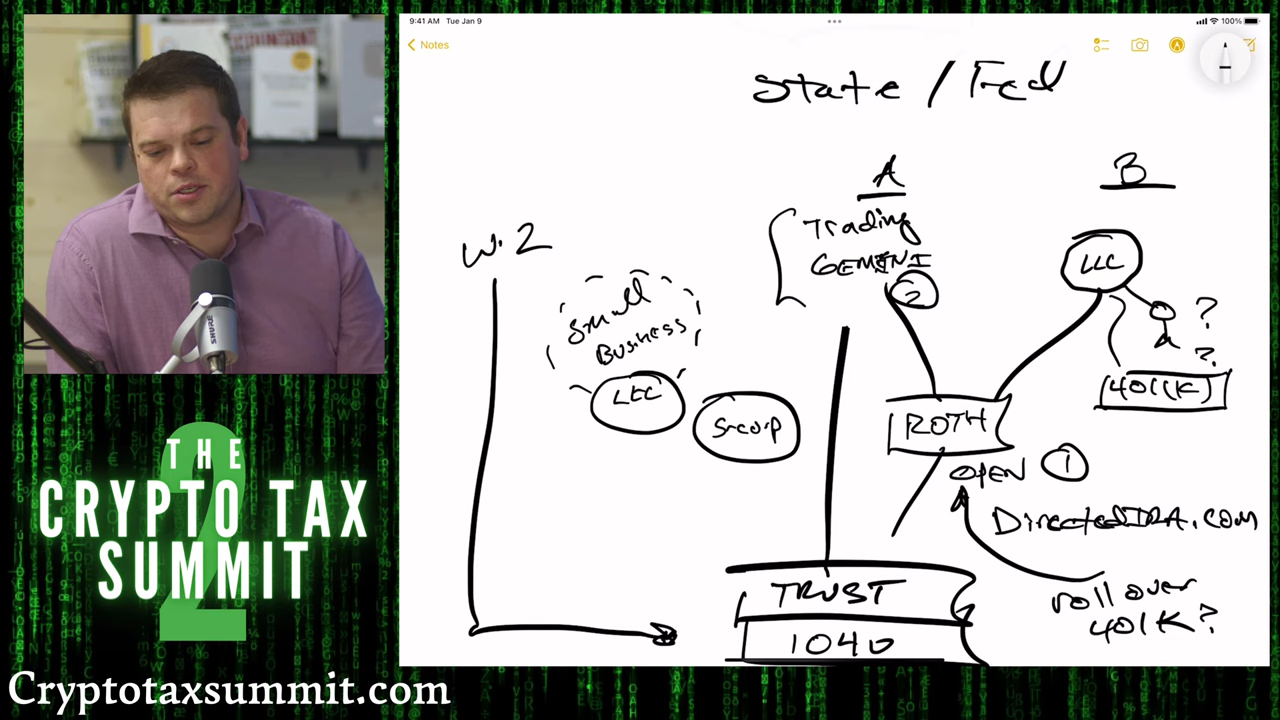 9:41 AM Tue Jan 9
100%
Notes
State / Fed
A
B
W-2
Trading
GEMINI
2
LLC
?
?
401(K)
Small
Business
LLC
S-corp
ROTH
OPEN 1
DirectedIRA.com
roll over
401K?
TRUST
1040
SHURE
THE
2
CRYPTO TAX
SUMMIT
Cryptotaxsummit.com